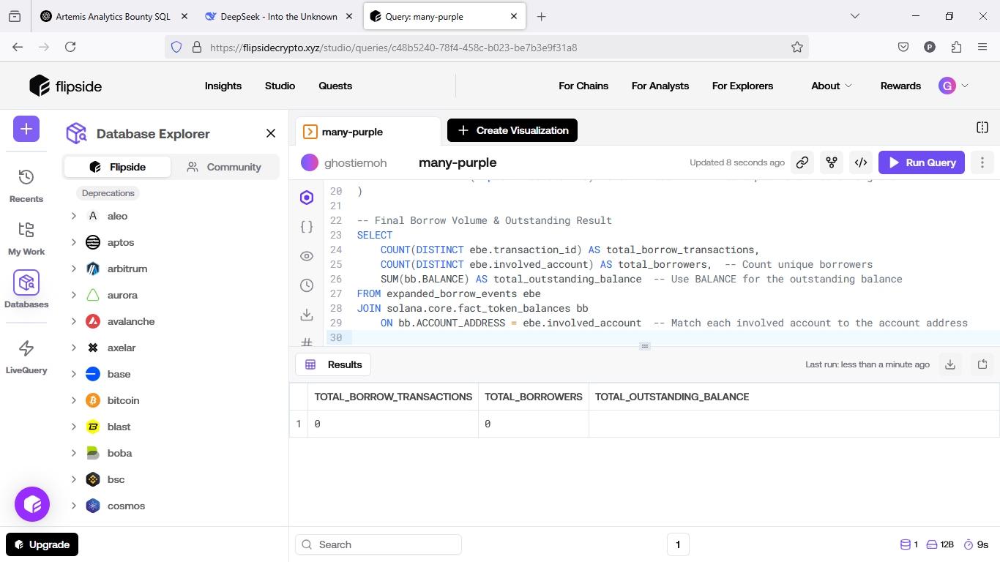 Artemis Analytics Bounty SQL
DeepSeek - Into the Unknown
Query: many-purple
https://flipsidecrypto.xyz/studio/queries/c48b5240-78f4-458c-b023-be7b3e9f31a8
P
flipside
Insights
Studio
Quests
For Chains
For Analysts
For Explorers
About
Rewards
G
Recents
My Work
Databases
LiveQuery
Upgrade
Database Explorer
Flipside
Community
Deprecations
aleo
aptos
arbitrum
aurora
avalanche
axelar
base
bitcoin
blast
boba
bsc
cosmos
many-purple
Create Visualization
ghostiemoh
many-purple
Updated 8 seconds ago
Run Query
20 )
21
22 -- Final Borrow Volume & Outstanding Result
23 SELECT
24 COUNT(DISTINCT ebe.transaction_id) AS total_borrow_transactions,
25 COUNT(DISTINCT ebe.involved_account) AS total_borrowers, -- Count unique borrowers
26 SUM(bb.BALANCE) AS total_outstanding_balance -- Use BALANCE for the outstanding balance
27 FROM expanded_borrow_events ebe
28 JOIN solana.core.fact_token_balances bb
29 ON bb.ACCOUNT_ADDRESS = ebe.involved_account -- Match each involved account to the account address
30
Results
Last run: less than a minute ago
TOTAL_BORROW_TRANSACTIONS TOTAL_BORROWERS TOTAL_OUTSTANDING_BALANCE
1 0 0
Search
1
1 12B 9s